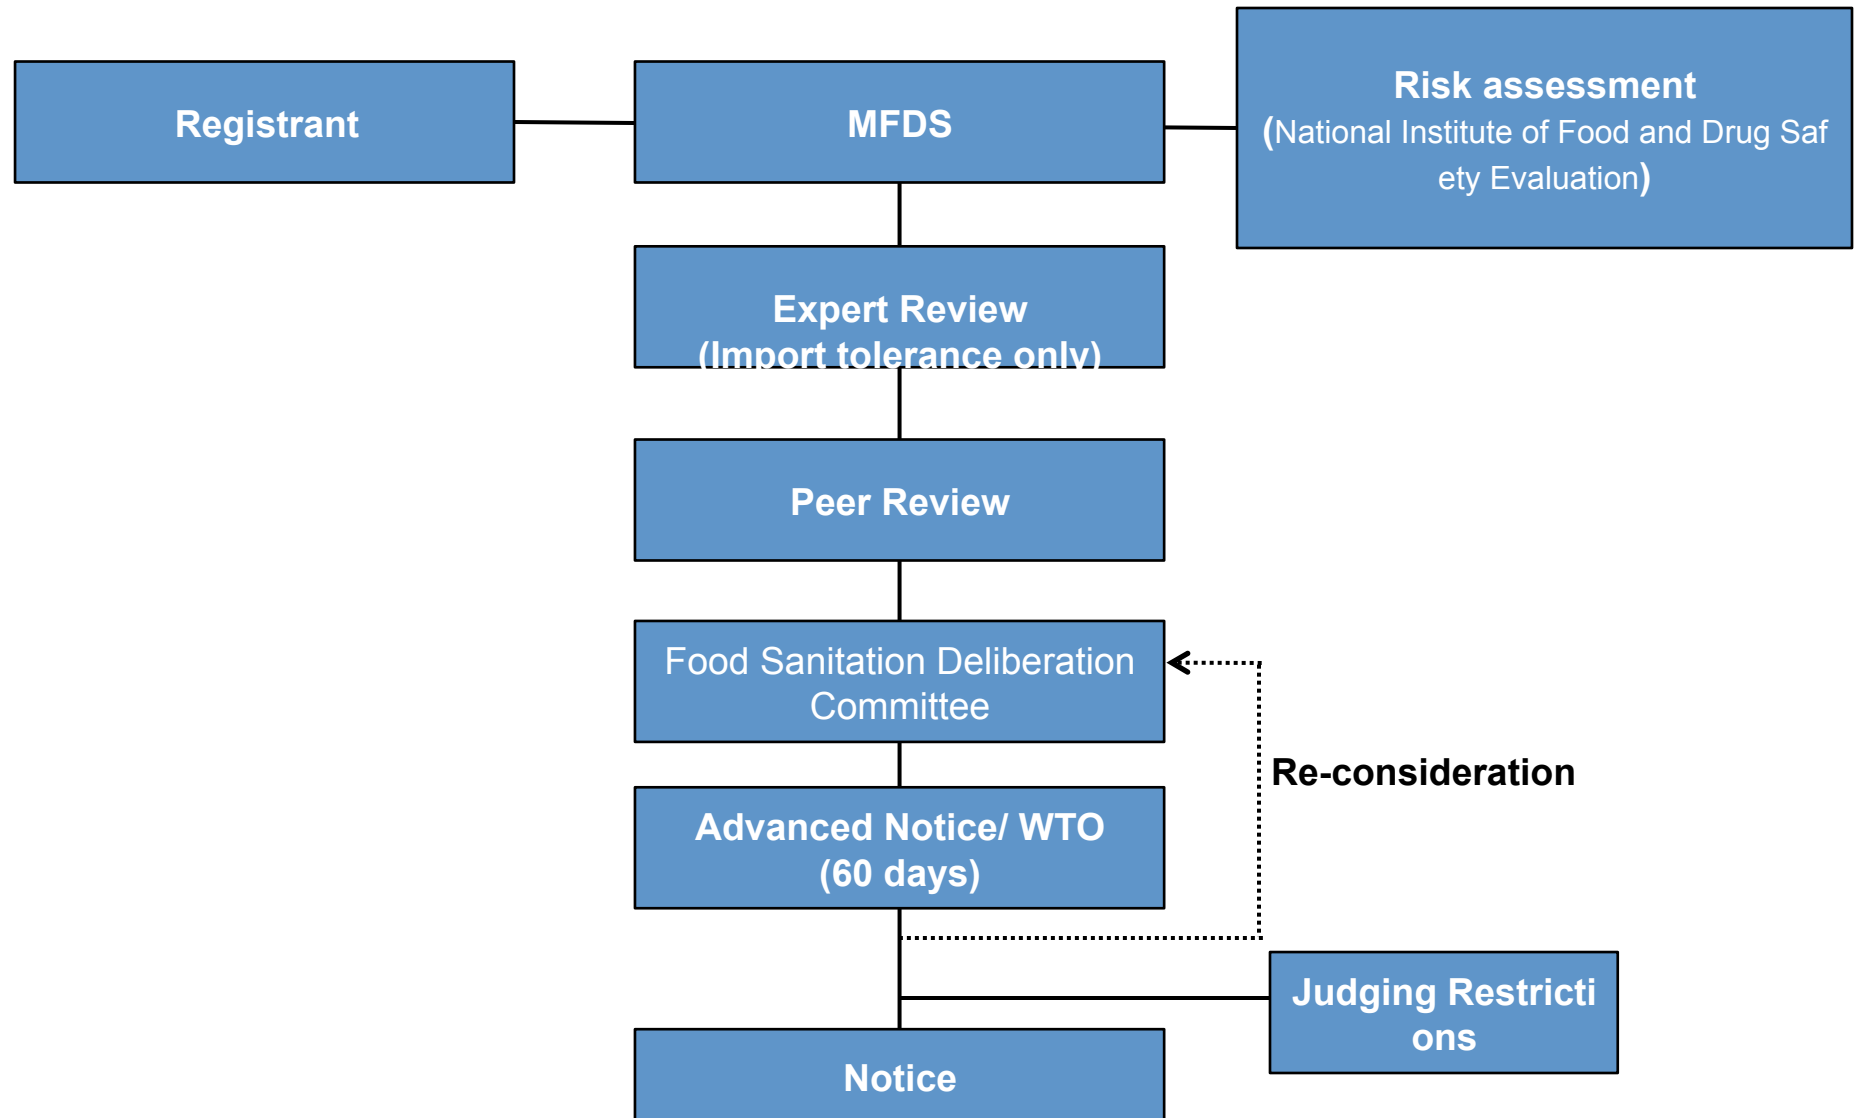 Registrant
MFDS
Risk assessment
(National Institute of Food and Drug Saf
ety Evaluation)
Expert Review
(Import tolerance only)
Peer Review
Food Sanitation Deliberation
Committee
Re-consideration
Advanced Notice/ WTO
(60 days)
Judging Restricti
ons
Notice